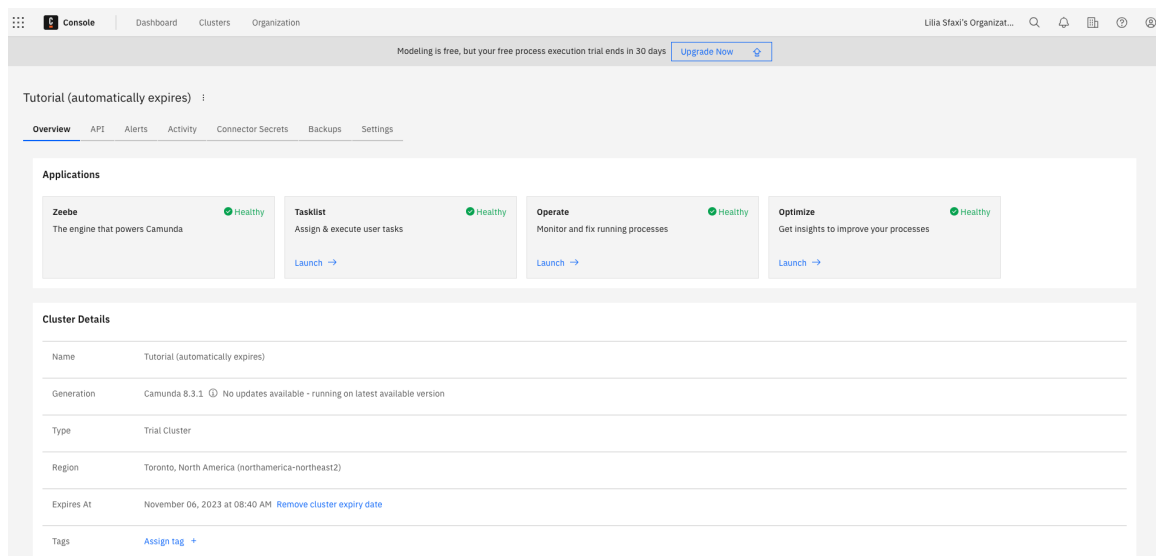 Console Dashboard Clusters Organization Lilia Sfaxi's Organizat...
Modeling is free, but your free process execution trial ends in 30 days Upgrade Now
Tutorial (automatically expires)
Overview API Alerts Activity Connector Secrets Backups Settings
Applications
Zeebe Healthy
The engine that powers Camunda
Tasklist Healthy
Assign & execute user tasks
Launch →
Operate Healthy
Monitor and fix running processes
Launch →
Optimize Healthy
Get insights to improve your processes
Launch →
Cluster Details
Name Tutorial (automatically expires)
Generation Camunda 8.3.1 No updates available - running on latest available version
Type Trial Cluster
Region Toronto, North America (northamerica-northeast2)
Expires At November 06, 2023 at 08:40 AM Remove cluster expiry date
Tags Assign tag +